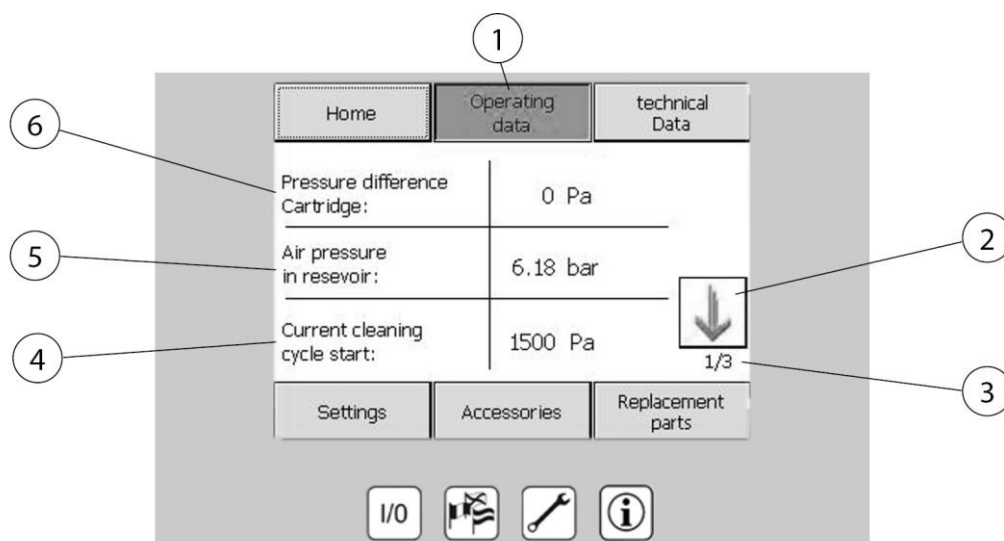 1
Home
Operating
data
technical
Data
6
Pressure difference
Cartridge:
0 Pa
5
Air pressure
in resevoir:
6.18 bar
2
4
Current cleaning
cycle start:
1500 Pa
1/3
3
Settings
Accessories
Replacement
parts
I/0
i